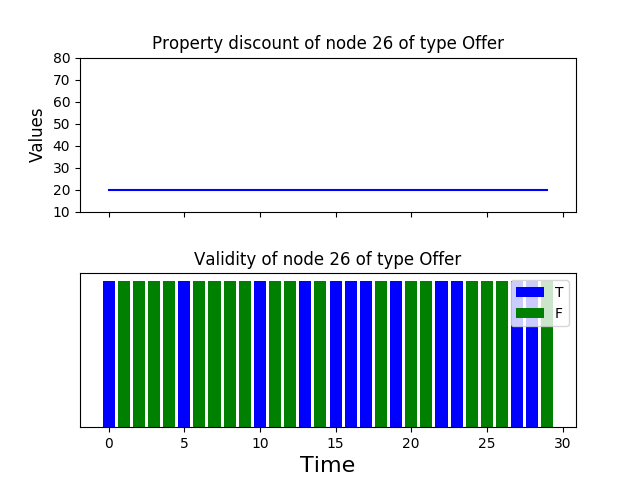 Property discount of node 26 of type Offer
80
70
60
50
40
30
20
10
Values
Validity of node 26 of type Offer
T
F
0 5 10 15 20 25 30
Time